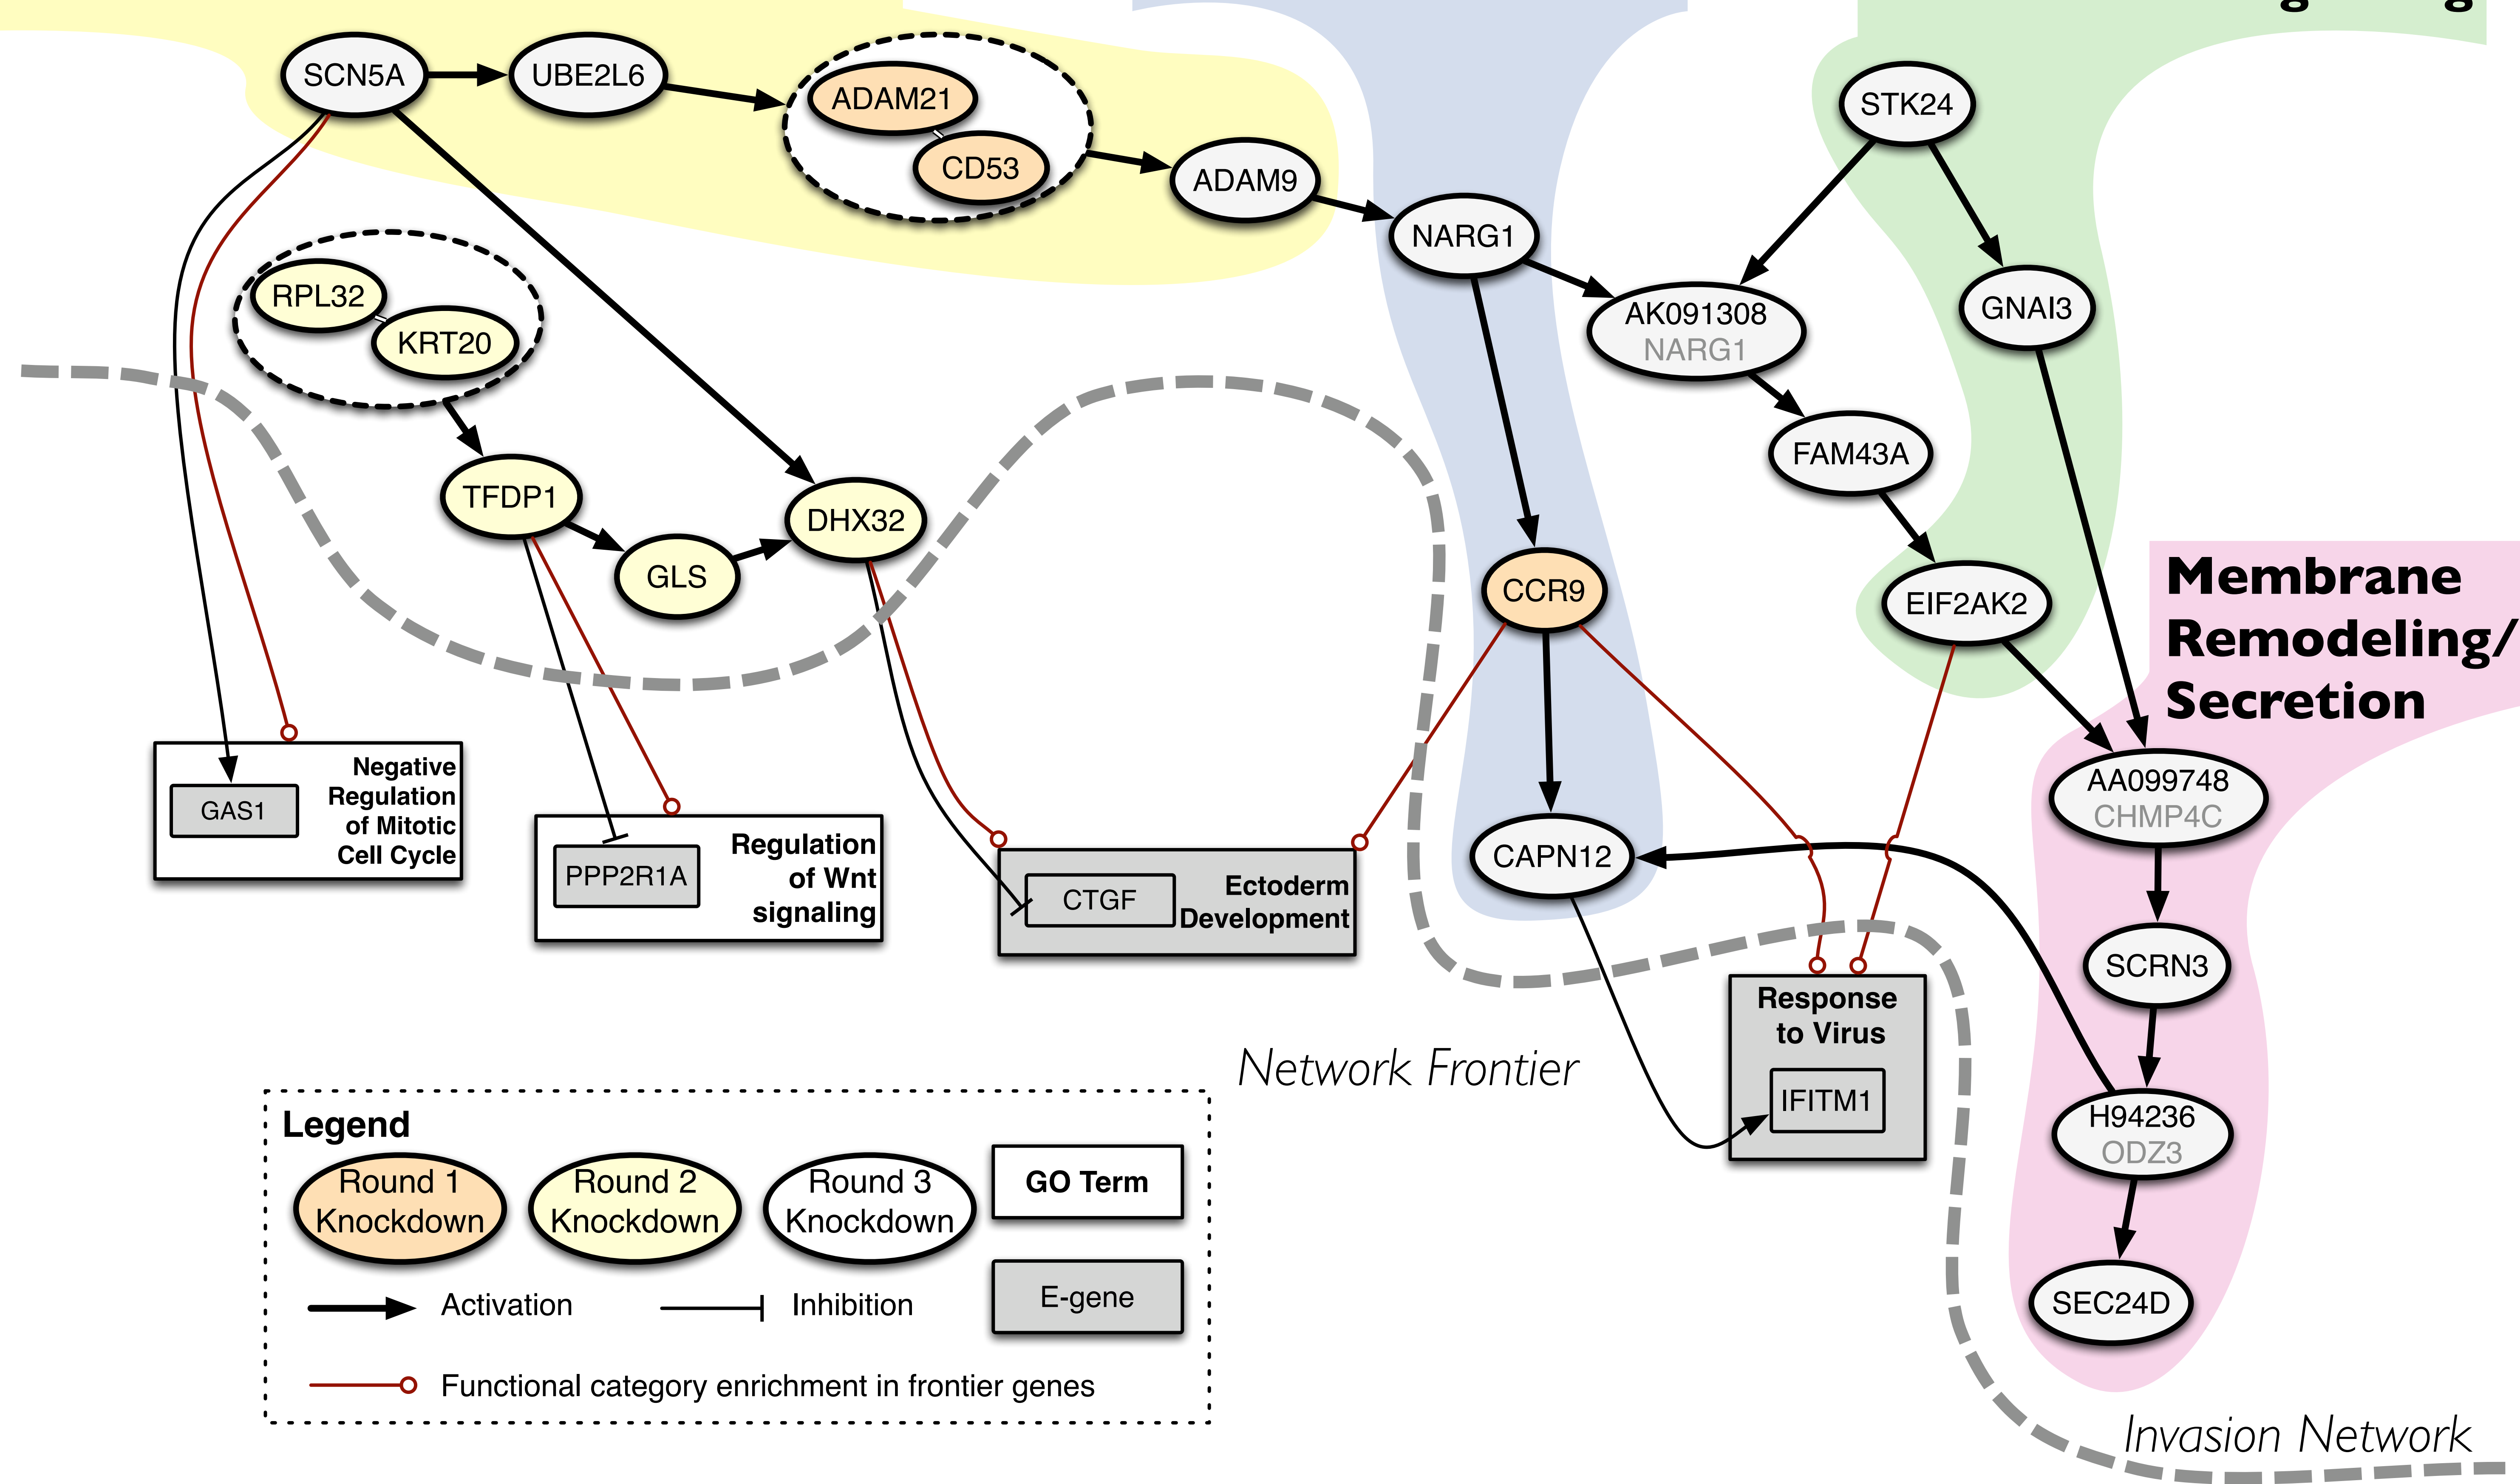 SCN5A
UBE2L6
ADAM21
CD53
ADAM9
NARG1
STK24
AK091308
NARG1
GNAI3
RPL32
KRT20
FAM43A
TFDP1
DHX32
GLS
CCR9
EIF2AK2
Membrane
Remodeling/
Secretion
GAS1
Negative
Regulation
of Mitotic
Cell Cycle
PPP2R1A
Regulation
of Wnt
signaling
CTGF
Ectoderm
Development
CAPN12
AA099748
CHMP4C
SCRN3
Response
to Virus
IFITM1
Network Frontier
H94236
ODZ3
SEC24D
Invasion Network
Legend
Round 1
Knockdown
Round 2
Knockdown
Round 3
Knockdown
GO Term
Activation
Inhibition
E-gene
Functional category enrichment in frontier genes